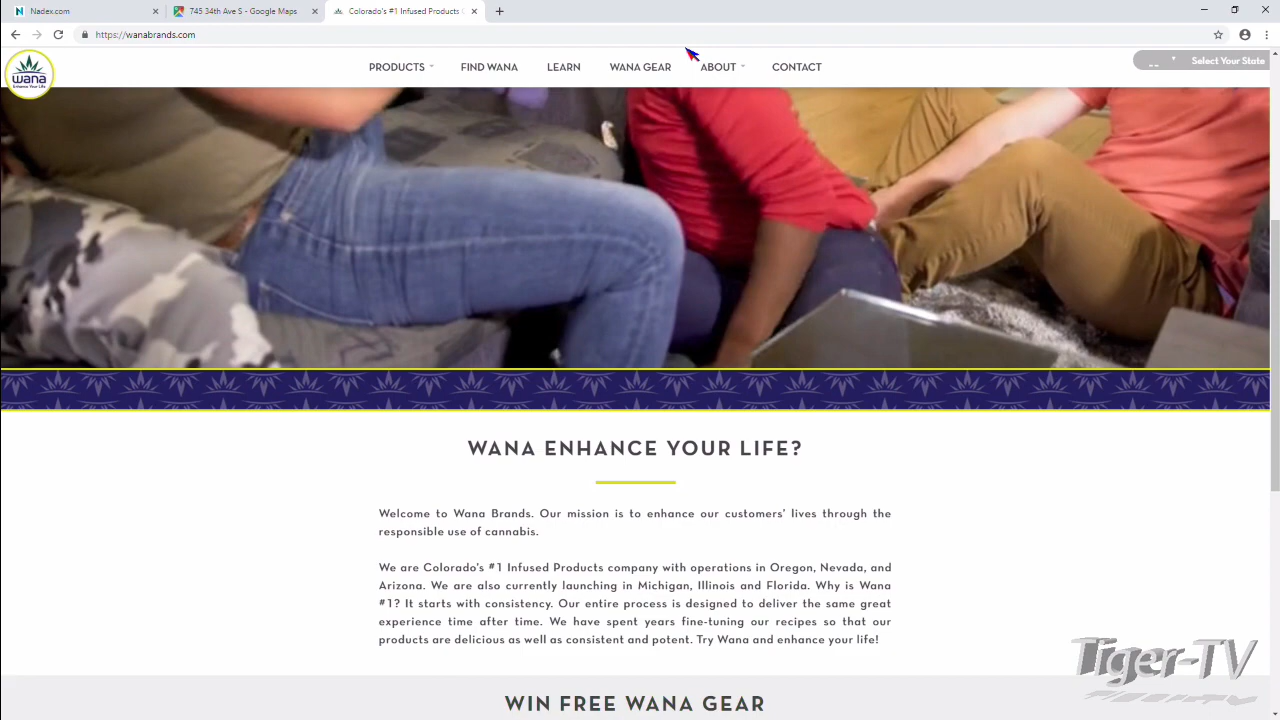 Nadex.com
745 34th Ave S - Google Maps
Colorado's #1 Infused Products
https://wanabrands.com
wana
Enhance Your Life
PRODUCTS
FIND WANA
LEARN
WANA GEAR
ABOUT
CONTACT
-- Select Your State
WANA ENHANCE YOUR LIFE?
Welcome to Wana Brands. Our mission is to enhance our customers' lives through the
responsible use of cannabis.
We are Colorado's #1 Infused Products company with operations in Oregon, Nevada, and
Arizona. We are also currently launching in Michigan, Illinois and Florida. Why is Wana
#1? It starts with consistency. Our entire process is designed to deliver the same great
experience time after time. We have spent years fine-tuning our recipes so that our
products are delicious as well as consistent and potent. Try Wana and enhance your life!
Tiger-TV
WIN FREE WANA GEAR